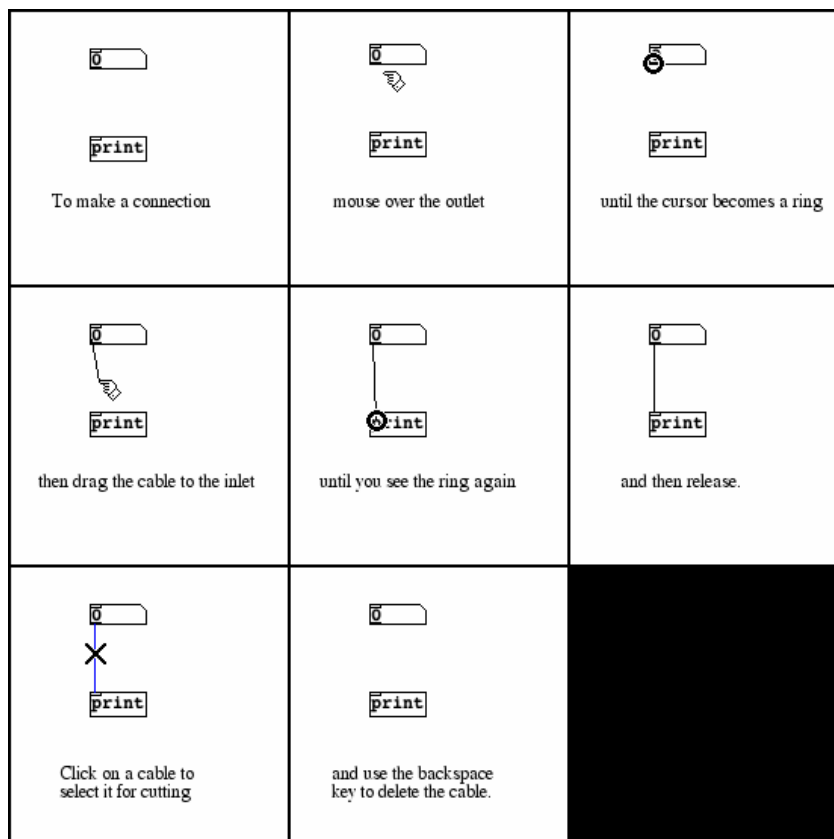 0
print
To make a connection
0
print
mouse over the outlet
print
until the cursor becomes a ring
0
print
then drag the cable to the inlet
0
rint
until you see the ring again
0
print
and then release.
0
print
Click on a cable to
select it for cutting
0
print
and use the backspace
key to delete the cable.